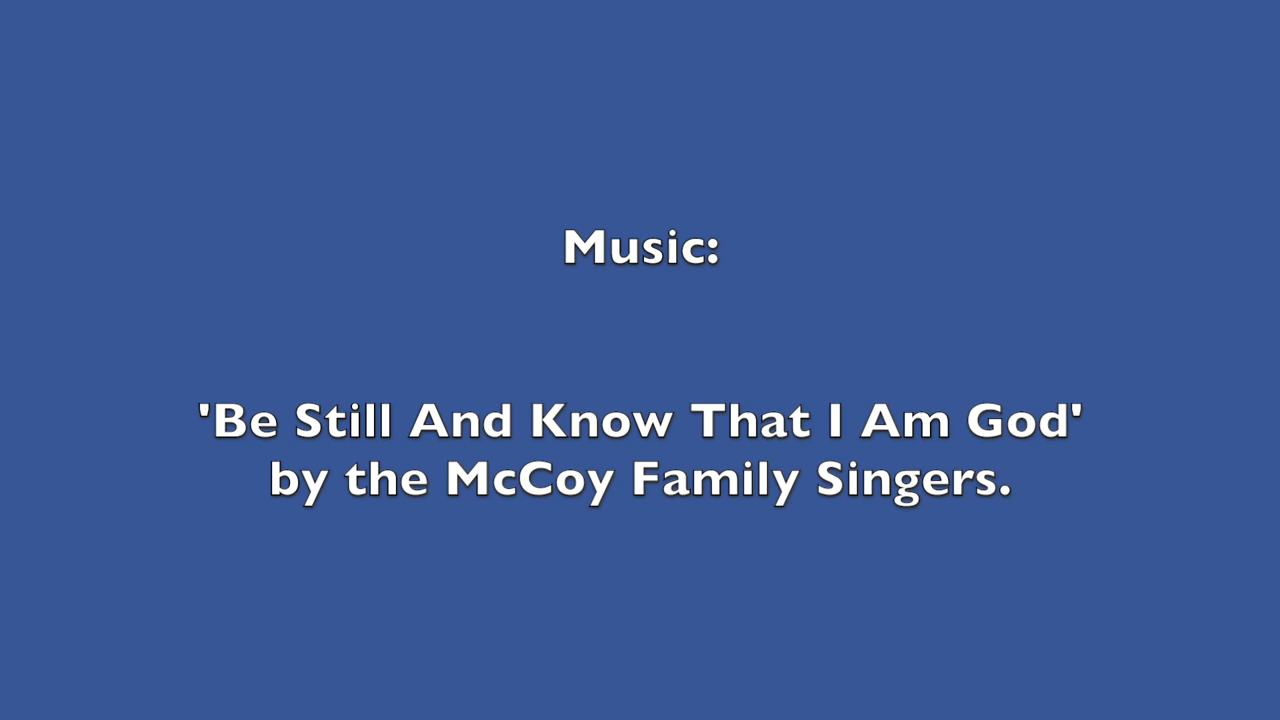 Music:
'Be Still And Know That I Am God'
by the McCoy Family Singers.